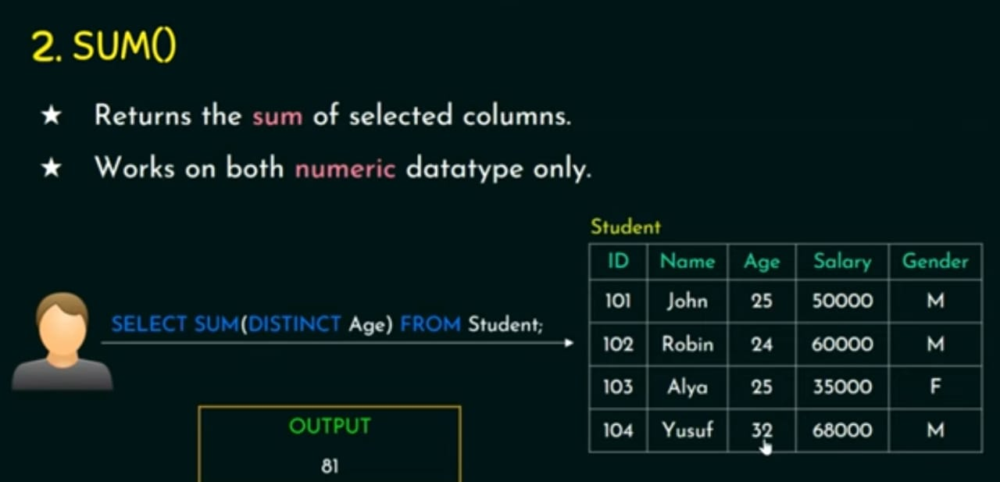 2. SUM()
★ Returns the sum of selected columns.
★ Works on both numeric datatype only.
Student
ID Name Age Salary Gender
101 John 25 50000 M
102 Robin 24 60000 M
103 Alya 25 35000 F
104 Yusuf 32 68000 M
SELECT SUM(DISTINCT Age) FROM Student;
OUTPUT
81